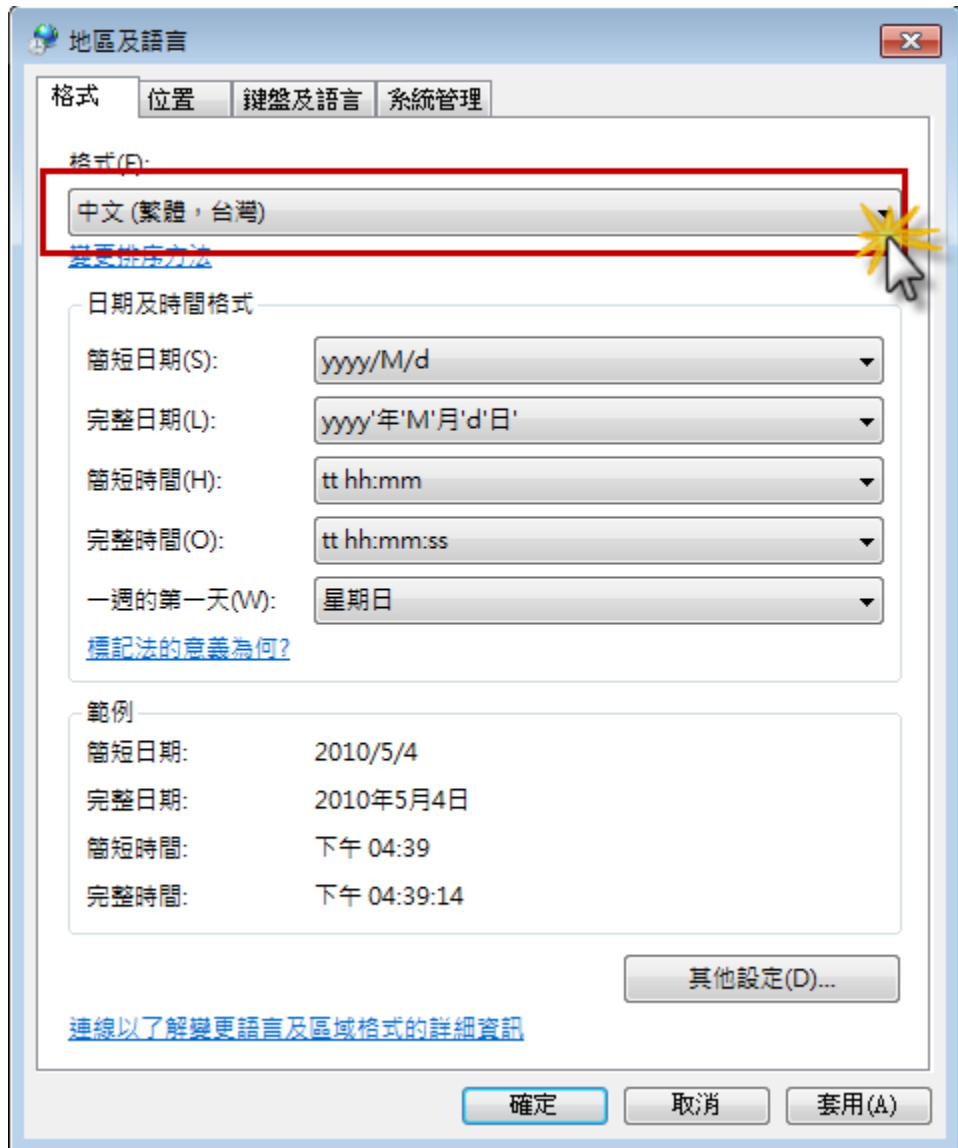 地區及語言
格式 位置 鍵盤及語言 系統管理
格式(F):
中文 (繁體，台灣)
變更排序方法
日期及時間格式
簡短日期(S): yyyy/M/d
完整日期(L): yyyy'年'M'月'd'日'
簡短時間(H): tt hh:mm
完整時間(O): tt hh:mm:ss
一週的第一天(W): 星期日
標記法的意義為何?
範例
簡短日期: 2010/5/4
完整日期: 2010年5月4日
簡短時間: 下午 04:39
完整時間: 下午 04:39:14
其他設定(D)...
連線以了解變更語言及區域格式的詳細資訊
確定 取消 套用(A)